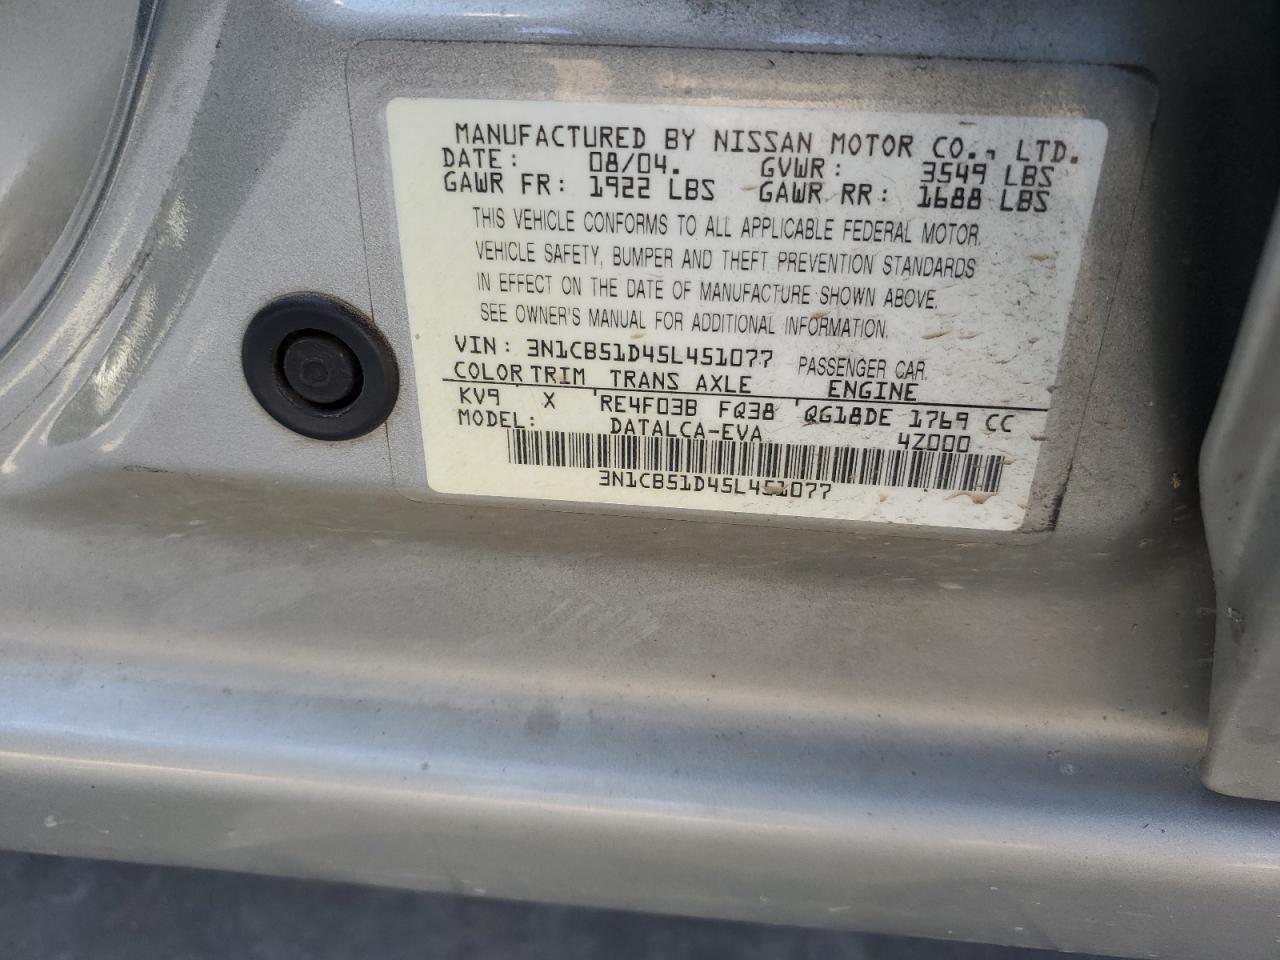 MANUFACTURED BY NISSAN MOTOR CO., LTD.
DATE: 08/04. GVWR: 3549 LBS
GAWR FR: 1922 LBS GAWR RR: 1688 LBS
THIS VEHICLE CONFORMS TO ALL APPLICABLE FEDERAL MOTOR
VEHICLE SAFETY, BUMPER AND THEFT PREVENTION STANDARDS
IN EFFECT ON THE DATE OF MANUFACTURE SHOWN ABOVE.
SEE OWNER'S MANUAL FOR ADDITIONAL INFORMATION.
VIN: 3N1CB51D45L451077 PASSENGER CAR.
COLOR TRIM TRANS AXLE ENGINE
KV9 X RE4F03B FQ38 QG18DE 1769 CC
MODEL: DATALCA-EVA 4Z000
3N1CB51D45L451077